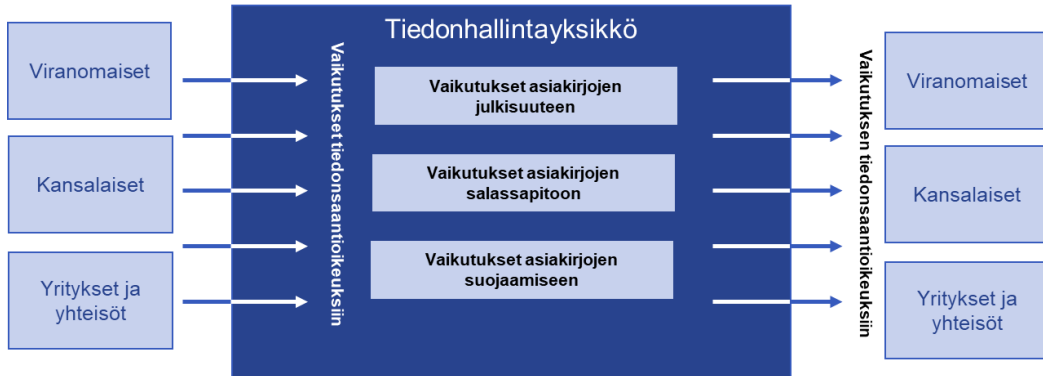 Tiedonhallintayksikkö
Viranomaiset
Kansalaiset
Yritykset ja
yhteisöt
Vaikutukset tiedonsaantioikeuksiin
Vaikutukset asiakirjojen
julkisuuteen
Vaikutukset asiakirjojen
salassapitoon
Vaikutukset asiakirjojen
suojaamiseen
Vaikutuksen tiedonsaantioikeuksiin
Viranomaiset
Kansalaiset
Yritykset ja
yhteisöt